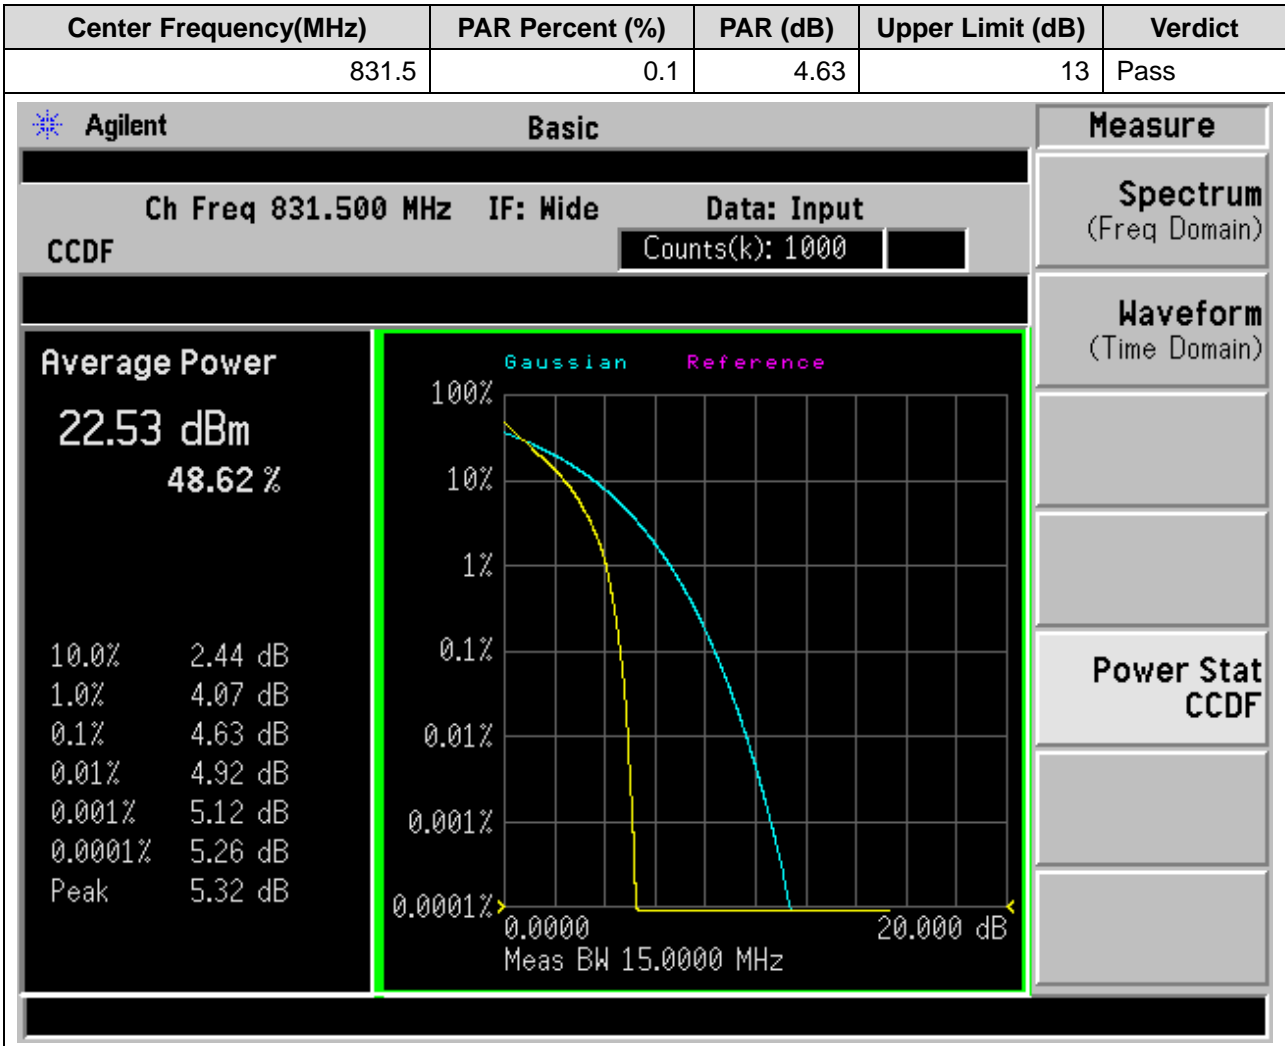 Center Frequency(MHz) PAR Percent (%) PAR (dB) Upper Limit (dB) Verdict
831.5 0.1 4.63 13 Pass
Agilent Basic Measure
Ch Freq 831.500 MHz IF: Wide Data: Input
CCDF Counts(k): 1000
Spectrum
(Freq Domain)
Waveform
(Time Domain)
Power Stat
CCDF
Average Power
22.53 dBm
48.62 %
10.0% 2.44 dB
1.0% 4.07 dB
0.1% 4.63 dB
0.01% 4.92 dB
0.001% 5.12 dB
0.0001% 5.26 dB
Peak 5.32 dB
Gaussian Reference
100%
10%
1%
0.1%
0.01%
0.001%
0.0001%
0.0000 20.000 dB
Meas BW 15.0000 MHz